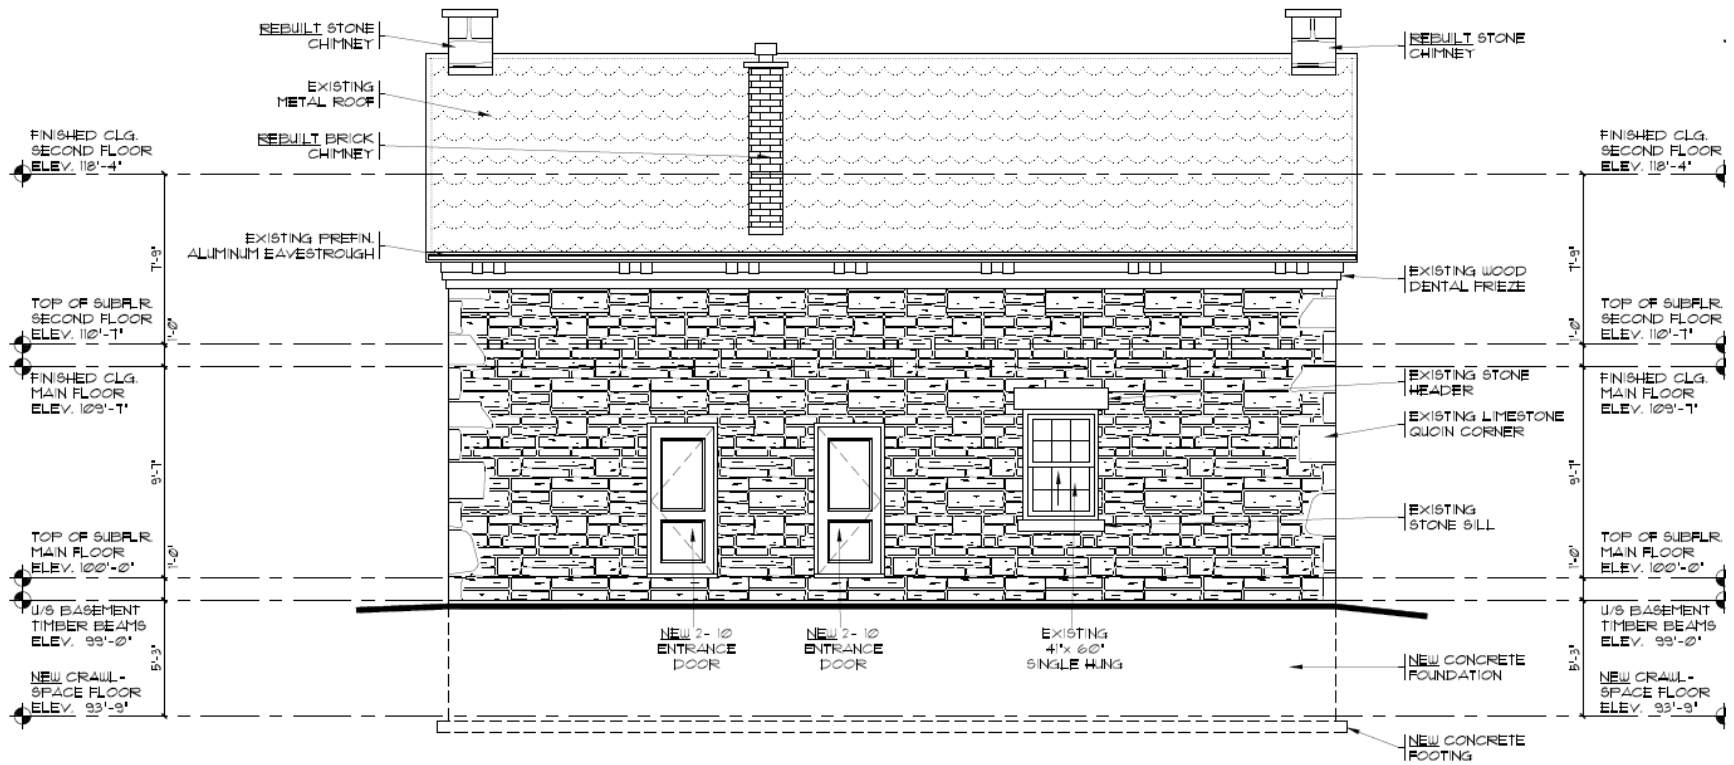 REBUILT STONE
CHIMNEY
EXISTING
METAL ROOF
REBUILT BRICK
CHIMNEY
EXISTING PREFIN.
ALUMINUM EAVESTROUGH
FINISHED CLG.
SECOND FLOOR
ELEV. 118'-4"
7'-9"
TOP OF SUBFLR.
SECOND FLOOR
ELEV. 110'-7"
1'-0"
FINISHED CLG.
MAIN FLOOR
ELEV. 109'-7"
9'-7"
TOP OF SUBFLR.
MAIN FLOOR
ELEV. 100'-0"
1'-0"
U/S BASEMENT
TIMBER BEAMS
ELEV. 99'-0"
5'-3"
NEW CRAWL-
SPACE FLOOR
ELEV. 93'-9"
NEW 2- 10
ENTRANCE
DOOR
NEW 2- 10
ENTRANCE
DOOR
EXISTING
41"x 60"
SINGLE HUNG
REBUILT STONE
CHIMNEY
EXISTING WOOD
DENTAL FRIEZE
EXISTING STONE
HEADER
EXISTING LIMESTONE
QUOIN CORNER
EXISTING
STONE SILL
NEW CONCRETE
FOUNDATION
NEW CONCRETE
FOOTING
FINISHED CLG.
SECOND FLOOR
ELEV. 118'-4"
7'-9"
TOP OF SUBFLR.
SECOND FLOOR
ELEV. 110'-7"
1'-0"
FINISHED CLG.
MAIN FLOOR
ELEV. 109'-7"
9'-7"
TOP OF SUBFLR.
MAIN FLOOR
ELEV. 100'-0"
1'-0"
U/S BASEMENT
TIMBER BEAMS
ELEV. 99'-0"
5'-3"
NEW CRAWL-
SPACE FLOOR
ELEV. 93'-9"